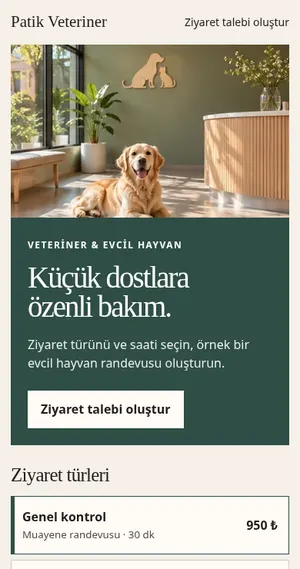 Patik Veteriner
Ziyaret talebi oluştur
VETERİNER & EVCİL HAYVAN
Küçük dostlara
özenli bakım.
Ziyaret türünü ve saati seçin, örnek bir
evcil hayvan randevusu oluşturun.
Ziyaret talebi oluştur
Ziyaret türleri
Genel kontrol
Muayene randevusu · 30 dk
950 ₺